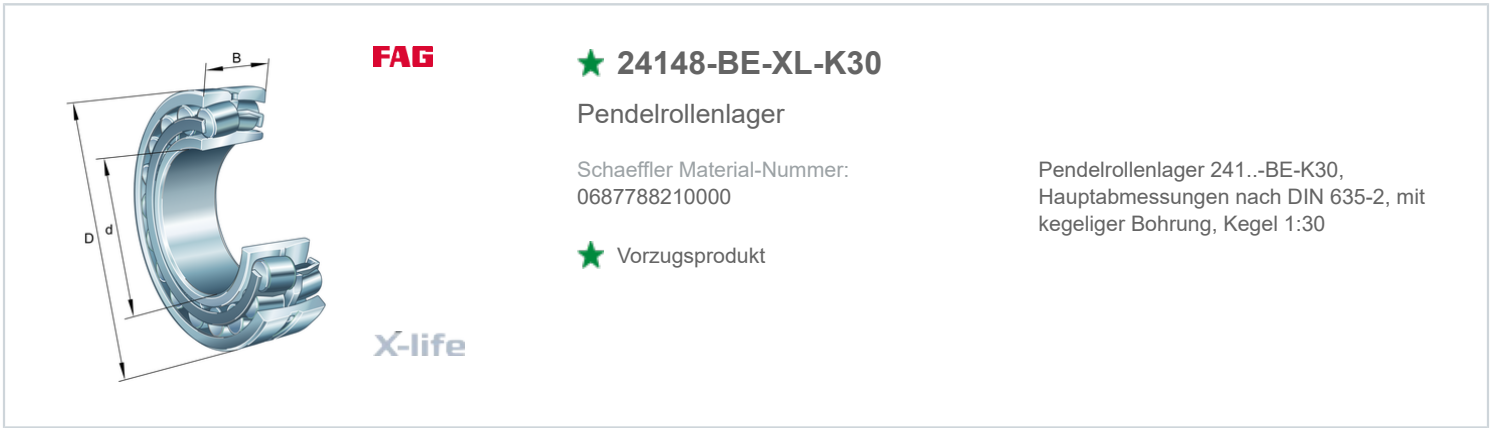 B
D
d
FAG
X-life
24148-BE-XL-K30
Pendelrollenlager
Schaeffler Material-Nummer:
0687788210000
Vorzugsprodukt
Pendelrollenlager 241..-BE-K30,
Hauptabmessungen nach DIN 635-2, mit
kegeliger Bohrung, Kegel 1:30